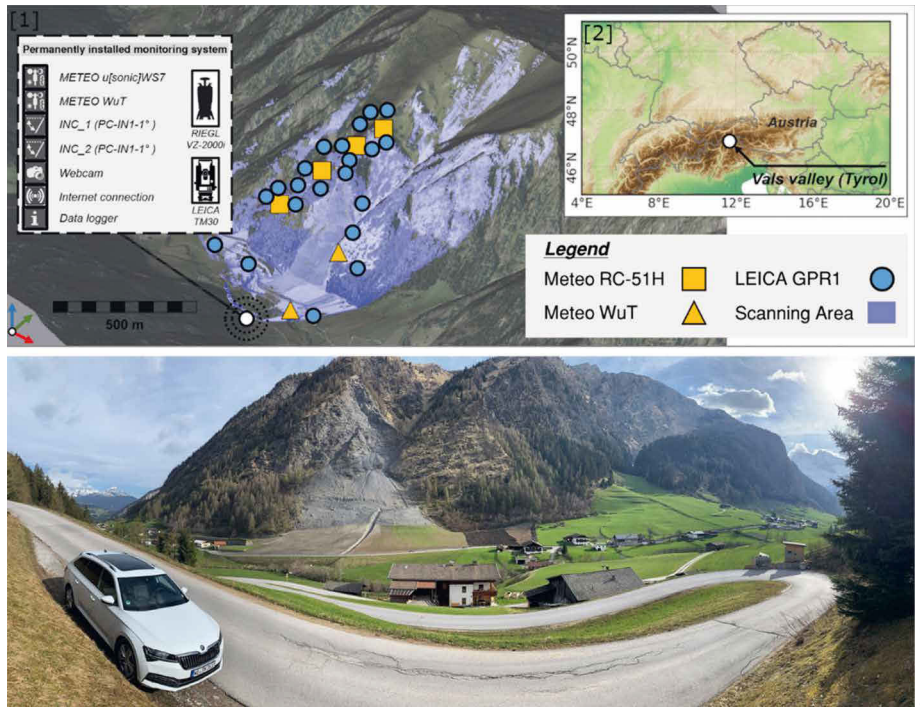 [1]
Permanently installed monitoring system
METEO u[sonic]WS7
METEO WuT
INC_1 (PC-IN1-1°)
INC_2 (PC-IN1-1°)
Webcam
Internet connection
i
Data logger
RIEGL
VZ-2000i
LEICA
TM30
500 m
[2]
50°N
48°N
46°N
Austria
Vals valley (Tyrol)
4°E
8°E
12°E
16°E
20°E
Legend
Meteo RC-51H
LEICA GPR1
Meteo WuT
Scanning Area